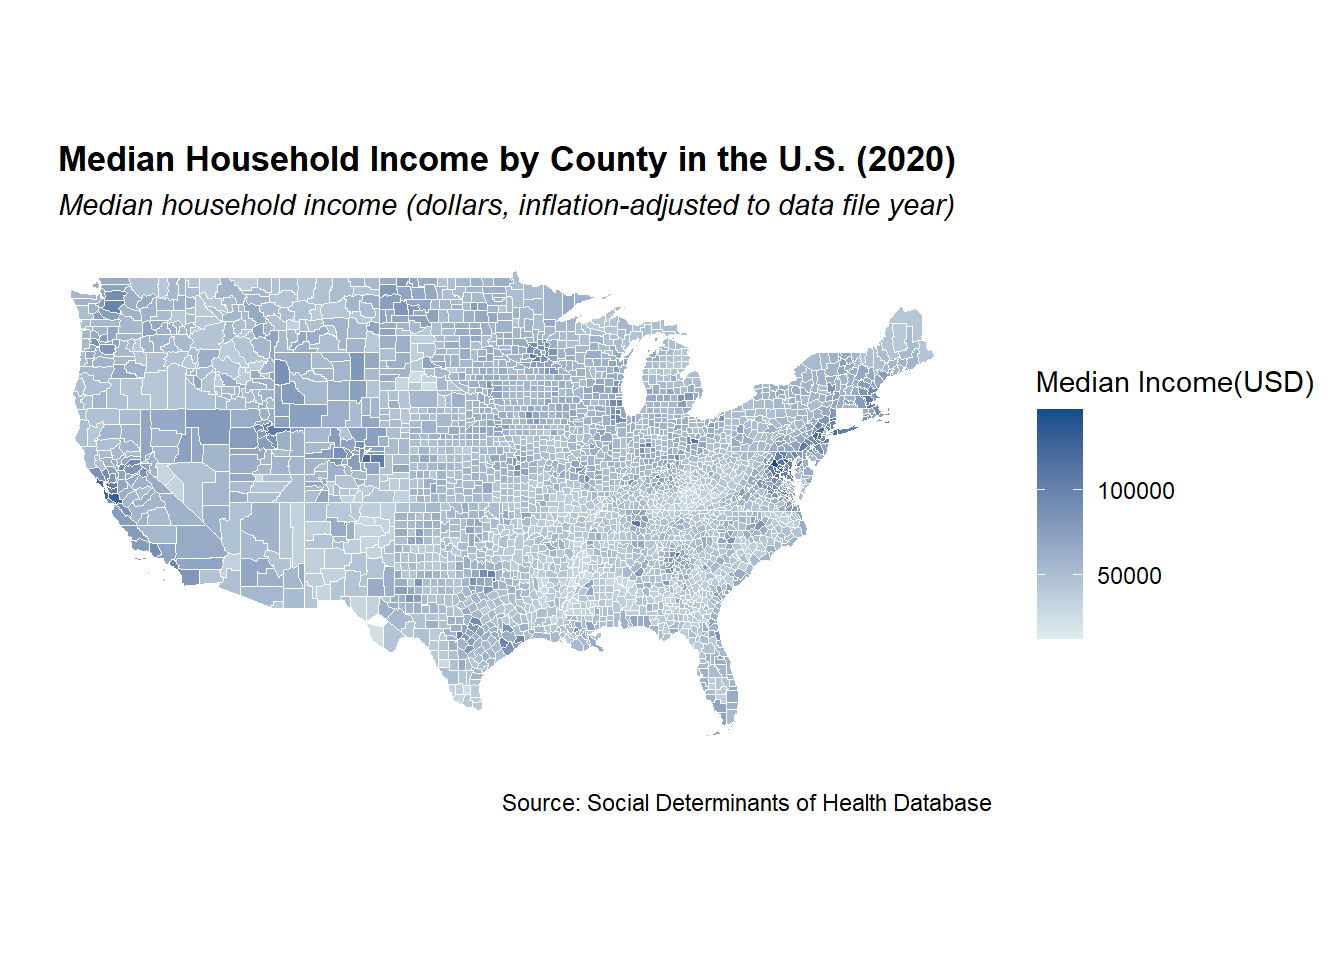 Median Household Income by County in the U.S. (2020)
Median household income (dollars, inflation-adjusted to data file year)
Median Income(USD)
100000
50000
Source: Social Determinants of Health Database